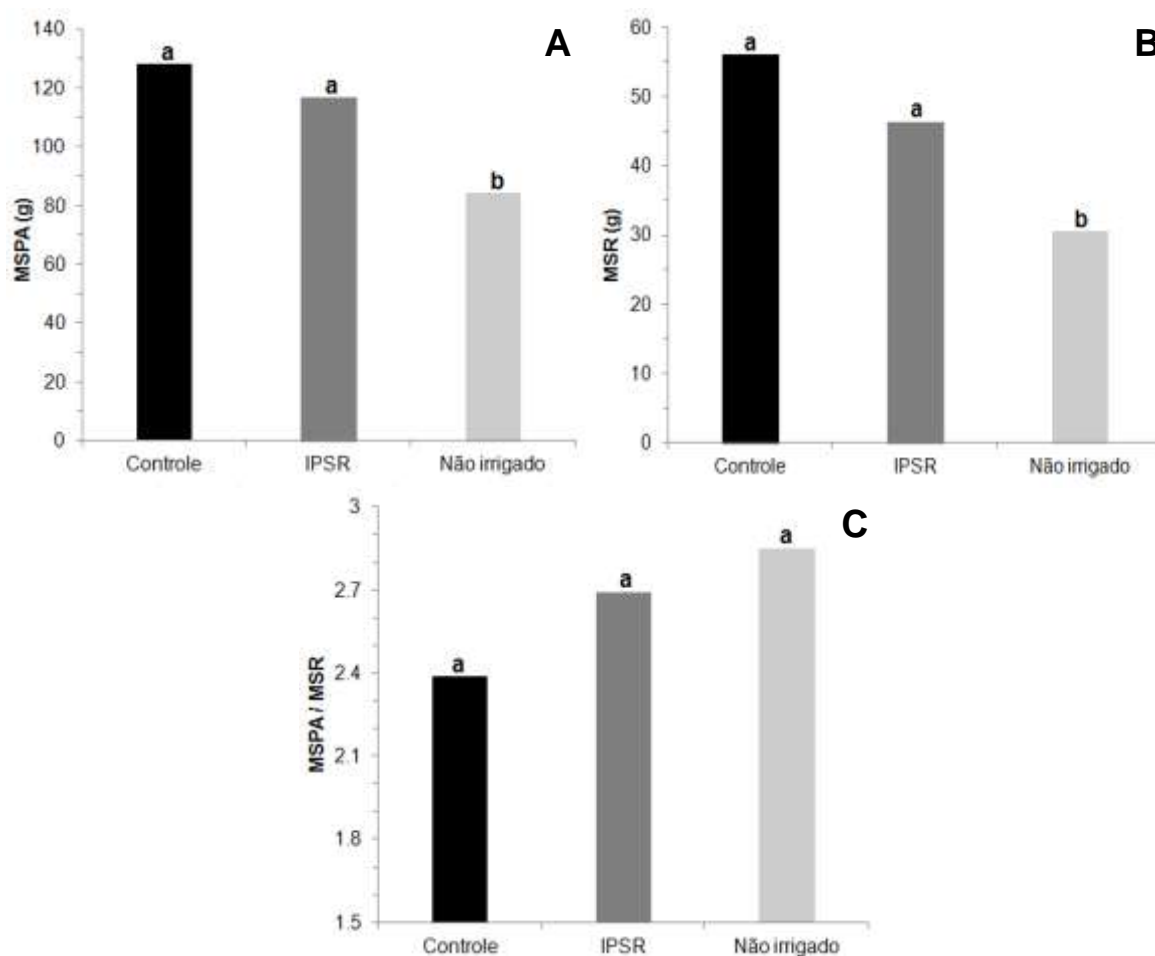 A
MSPA (g)
140
120
100
80
60
40
20
0
a
a
b
Controle IPSR Não irrigado
B
MSR (g)
60
50
40
30
20
10
0
a
a
b
Controle IPSR Não irrigado
C
MSPA / MSR
3
2.7
2.4
2.1
1.8
1.5
a
a
a
Controle IPSR Não irrigado